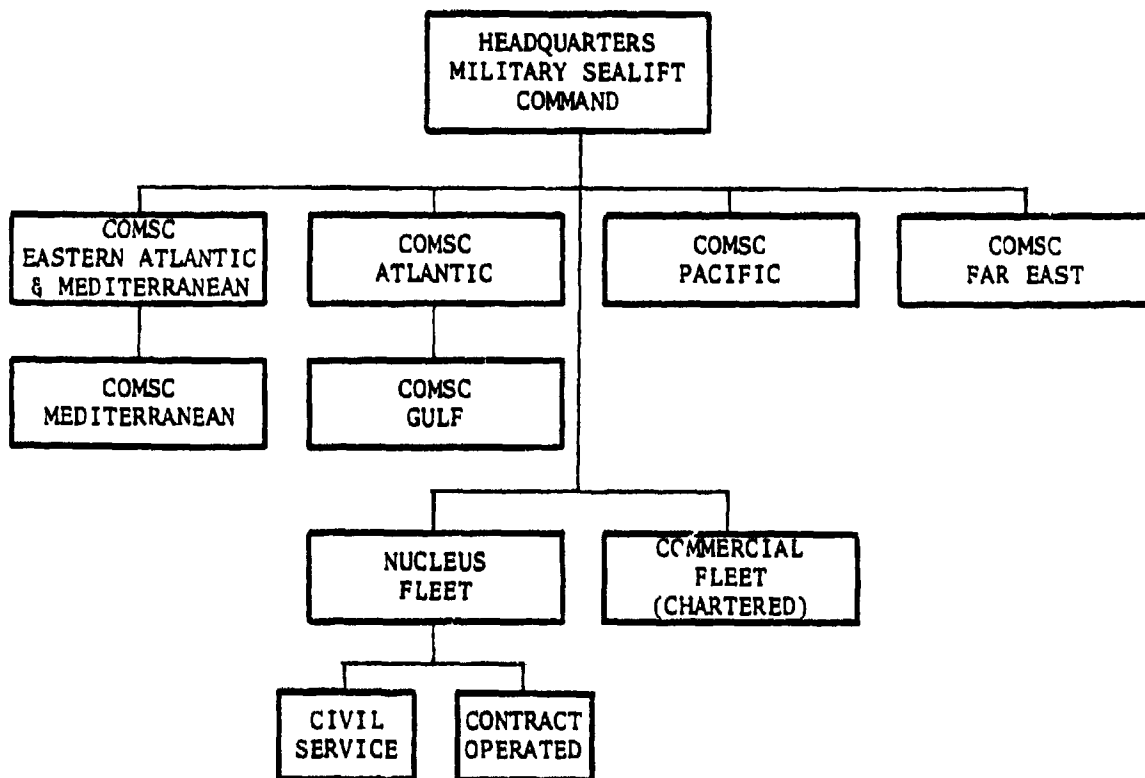 HEADQUARTERS
MILITARY SEALIFT
COMMAND
COMSC
EASTERN ATLANTIC
& MEDITERRANEAN
COMSC
ATLANTIC
COMSC
PACIFIC
COMSC
FAR EAST
COMSC
MEDITERRANEAN
COMSC
GULF
NUCLEUS
FLEET
COMMERCIAL
FLEET
(CHARTERED)
CIVIL
SERVICE
CONTRACT
OPERATED